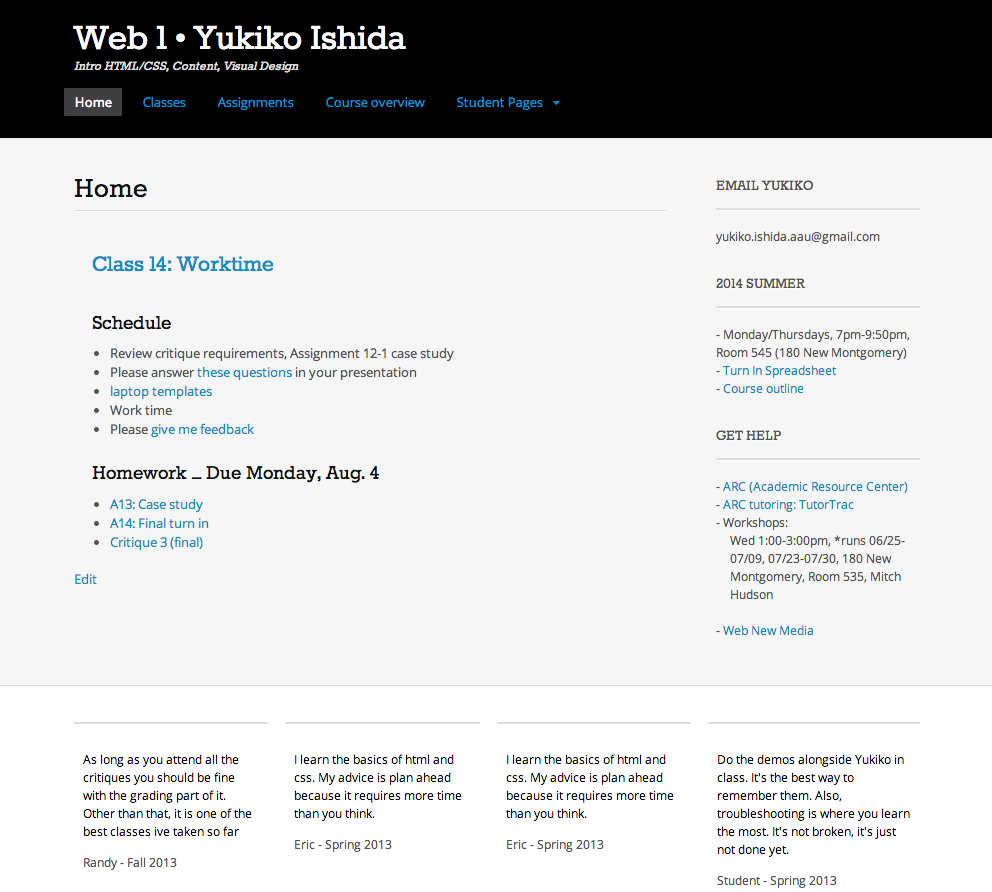 Web 1 • Yukiko Ishida
Intro HTML/CSS, Content, Visual Design
Home Classes Assignments Course overview Student Pages
Home
Class 14: Worktime
Schedule
• Review critique requirements, Assignment 12-1 case study
• Please answer these questions in your presentation
• laptop templates
• Work time
• Please give me feedback
Homework _ Due Monday, Aug. 4
• A13: Case study
• A14: Final turn in
• Critique 3 (final)
Edit
EMAIL YUKIKO
yukiko.ishida.aau@gmail.com
2014 SUMMER
- Monday/Thursdays, 7pm-9:50pm,
Room 545 (180 New Montgomery)
- Turn In Spreadsheet
- Course outline
GET HELP
- ARC (Academic Resource Center)
- ARC tutoring: TutorTrac
- Workshops:
Wed 1:00-3:00pm, *runs 06/25-
07/09, 07/23-07/30, 180 New
Montgomery, Room 535, Mitch
Hudson
- Web New Media
As long as you attend all the
critiques you should be fine
with the grading part of it.
Other than that, it is one of the
best classes ive taken so far
Randy - Fall 2013
I learn the basics of html and
css. My advice is plan ahead
because it requires more time
than you think.
Eric - Spring 2013
I learn the basics of html and
css. My advice is plan ahead
because it requires more time
than you think.
Eric - Spring 2013
Do the demos alongside Yukiko in
class. It's the best way to
remember them. Also,
troubleshooting is where you learn
the most. It's not broken, it's just
not done yet.
Student - Spring 2013